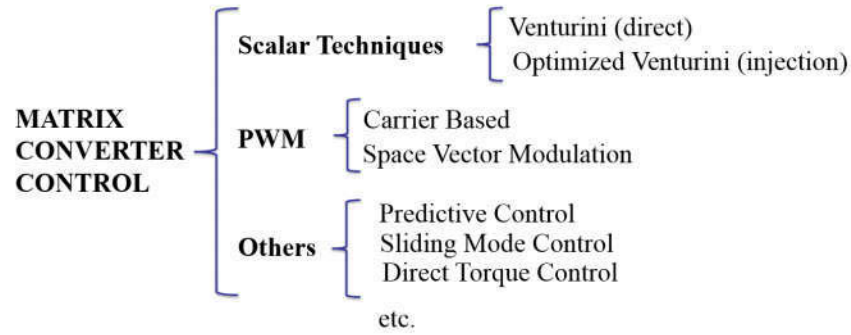 MATRIX
CONVERTER
CONTROL
Scalar Techniques
Venturini (direct)
Optimized Venturini (injection)
PWM
Carrier Based
Space Vector Modulation
Others
Predictive Control
Sliding Mode Control
Direct Torque Control
etc.